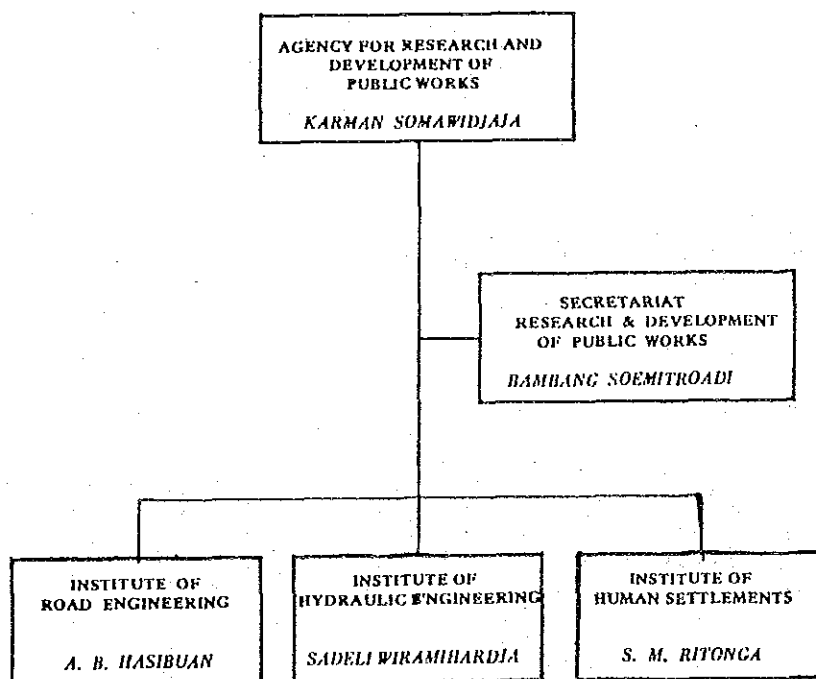 AGENCY FOR RESEARCH AND
DEVELOPMENT OF
PUBLIC WORKS
KARMAN SOMAWIDJAJA
SECRETARIAT
RESEARCH & DEVELOPMENT
OF PUBLIC WORKS
BAMBANG SOEMITROADI
INSTITUTE OF
ROAD ENGINEERING
A. B. HASIBUAN
INSTITUTE OF
HYDRAULIC ENGINEERING
SADELI WIRAMIHARDJA
INSTITUTE OF
HUMAN SETTLEMENTS
S. M. RITONGA